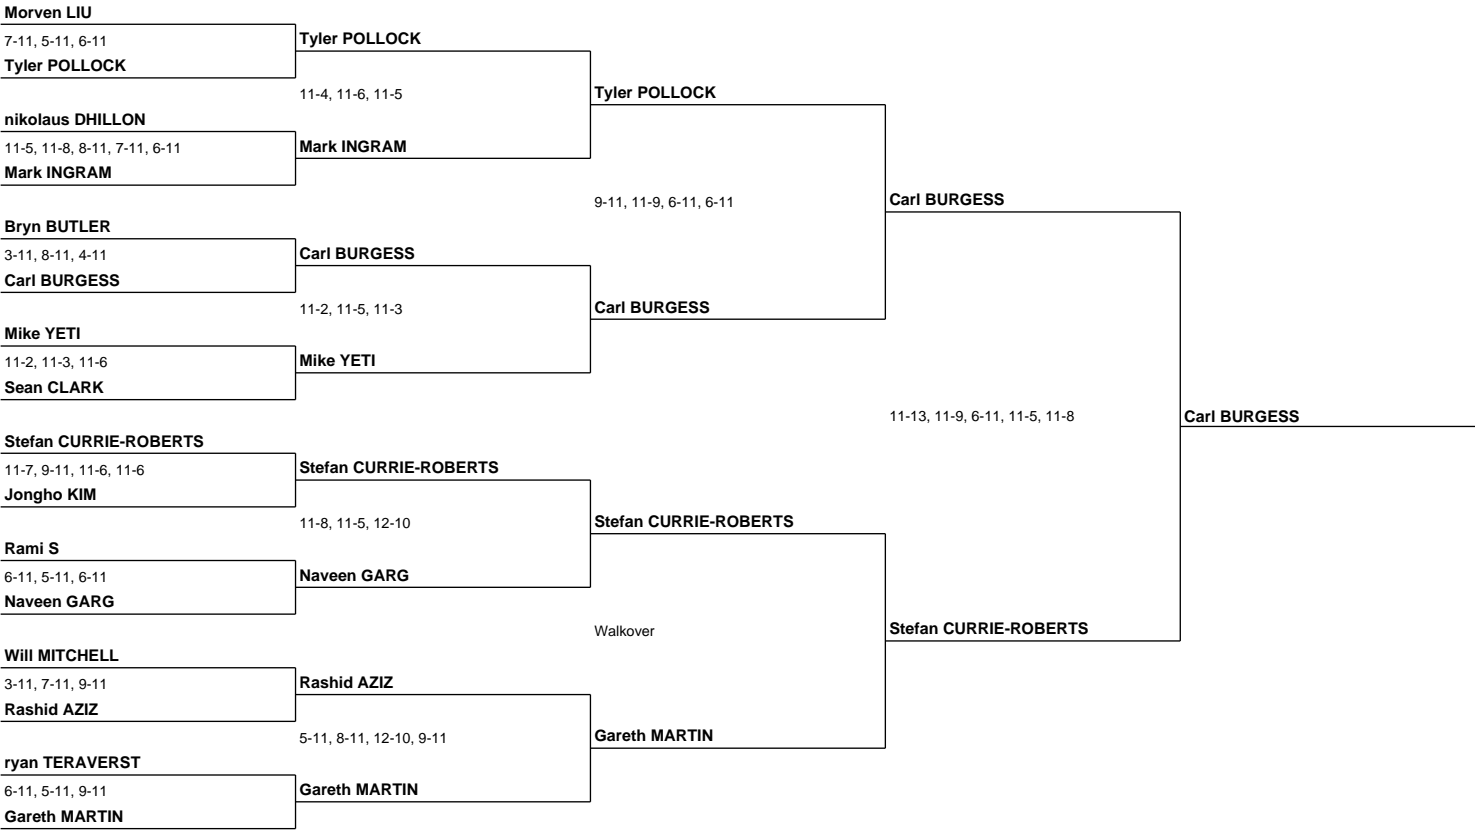 Morven LIU
7-11, 5-11, 6-11
Tyler POLLOCK
nikolaus DHILLON
11-5, 11-8, 8-11, 7-11, 6-11
Mark INGRAM
Bryn BUTLER
3-11, 8-11, 4-11
Carl BURGESS
Mike YETI
11-2, 11-3, 11-6
Sean CLARK
Stefan CURRIE-ROBERTS
11-7, 9-11, 11-6, 11-6
Jongho KIM
Rami S
6-11, 5-11, 6-11
Naveen GARG
Will MITCHELL
3-11, 7-11, 9-11
Rashid AZIZ
ryan TERAVERST
6-11, 5-11, 9-11
Gareth MARTIN
Tyler POLLOCK
11-4, 11-6, 11-5
Mark INGRAM
Carl BURGESS
11-2, 11-5, 11-3
Mike YETI
Stefan CURRIE-ROBERTS
11-8, 11-5, 12-10
Naveen GARG
Rashid AZIZ
5-11, 8-11, 12-10, 9-11
Gareth MARTIN
Tyler POLLOCK
9-11, 11-9, 6-11, 6-11
Carl BURGESS
Stefan CURRIE-ROBERTS
Walkover
Gareth MARTIN
Carl BURGESS
11-13, 11-9, 6-11, 11-5, 11-8
Stefan CURRIE-ROBERTS
Carl BURGESS